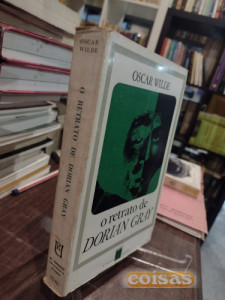 OSCAR
WILDE
O RETRATO DE DORIAN GRAY
OSCAR WILDE
o retrato de
DORIAN GRAY
coisas